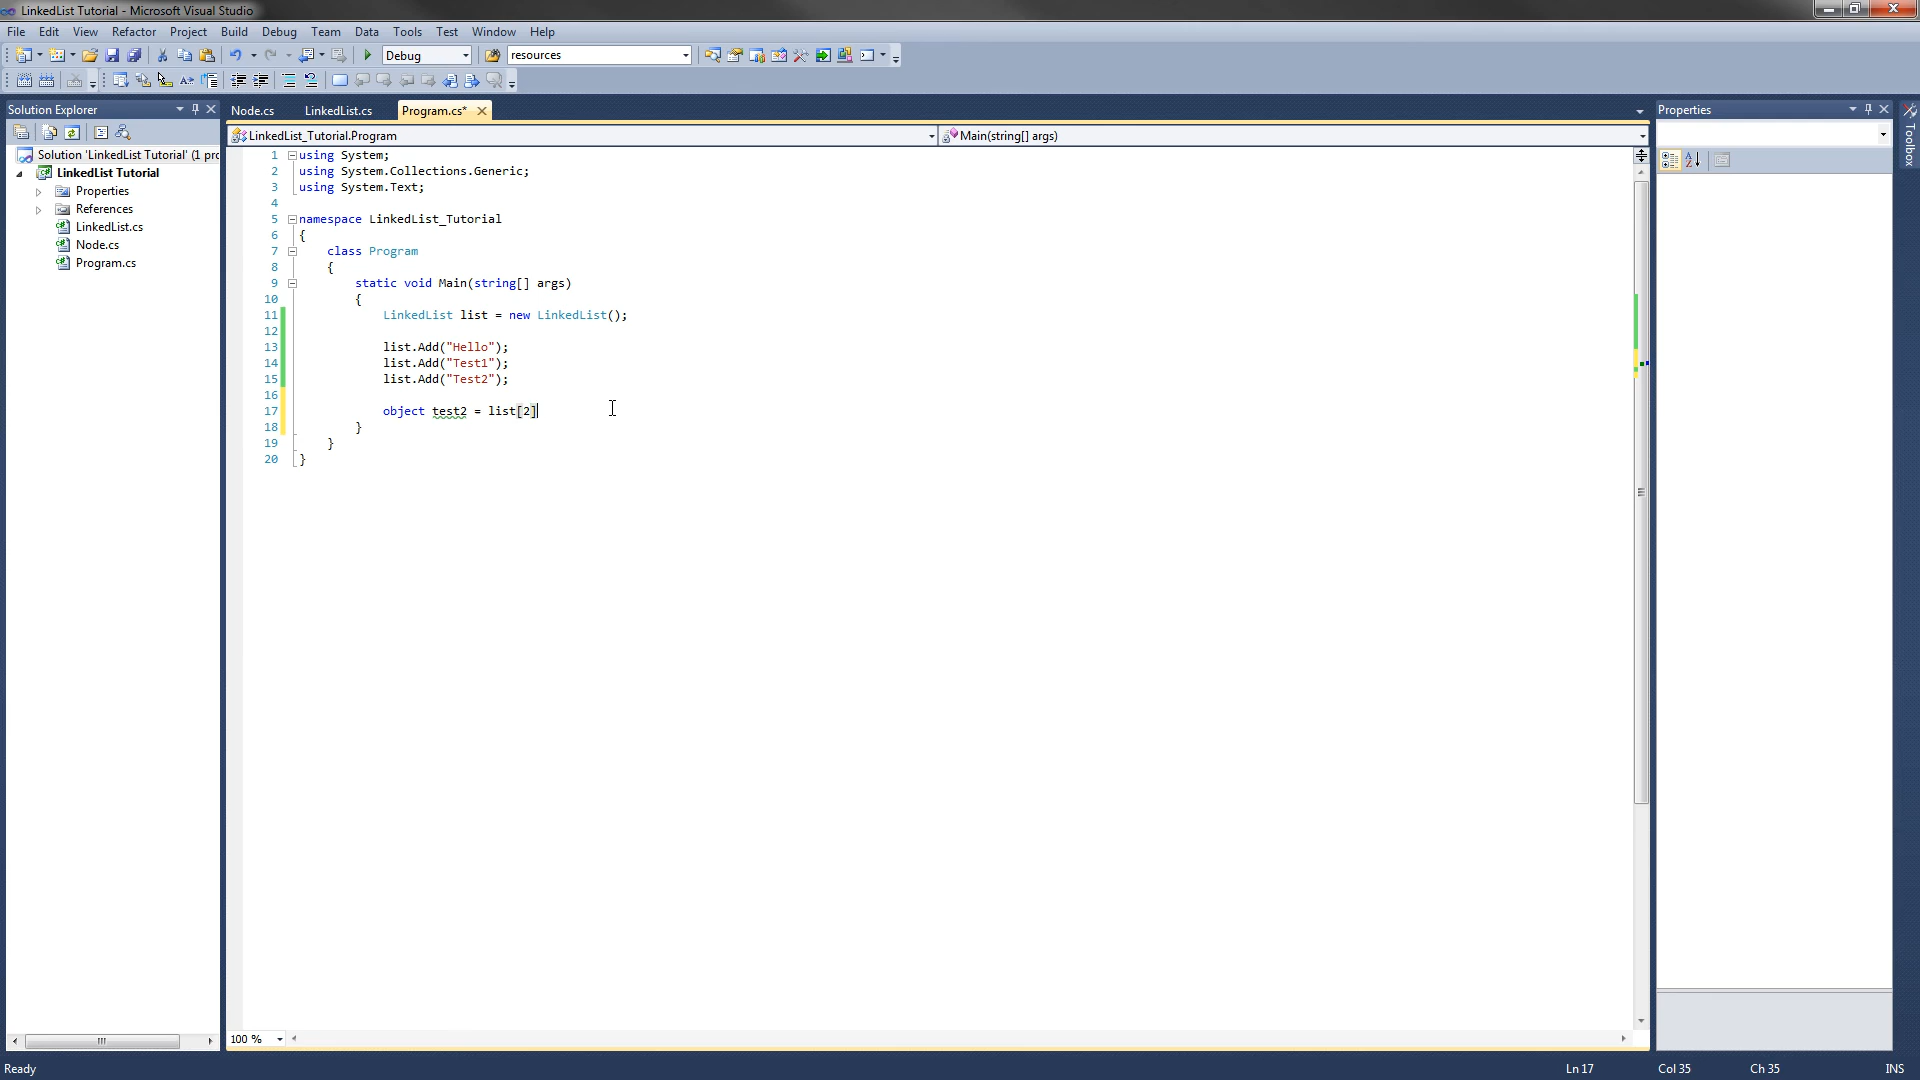 LinkedList Tutorial - Microsoft Visual Studio
File Edit View Refactor Project Build Debug Team Data Tools Test Window Help
Debug resources
Solution Explorer
Solution 'LinkedList Tutorial' (1 pro
LinkedList Tutorial
Properties
References
LinkedList.cs
Node.cs
Program.cs
Node.cs LinkedList.cs Program.cs*
LinkedList_Tutorial.Program Main(string[] args)
1 using System;
2 using System.Collections.Generic;
3 using System.Text;
4
5 namespace LinkedList_Tutorial
6 {
7 class Program
8 {
9 static void Main(string[] args)
10 {
11 LinkedList list = new LinkedList();
12
13 list.Add("Hello");
14 list.Add("Test1");
15 list.Add("Test2");
16
17 object test2 = list[2]
18 }
19 }
20 }
100 %
Properties
Toolbox
Ready Ln 17 Col 35 Ch 35 INS